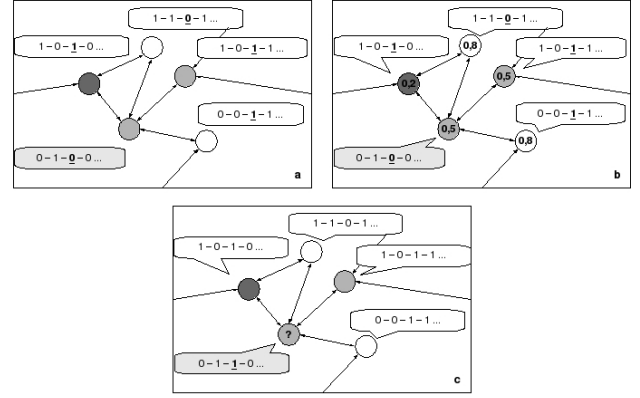 1 – 1 – 0 – 1 ...
1 – 0 – 1 – 0 ...
1 – 0 – 1 – 1 ...
0 – 0 – 1 – 1 ...
0 – 1 – 0 – 0 ...
a
1 – 1 – 0 – 1 ...
1 – 0 – 1 – 0 ...
0,8
1 – 0 – 1 – 1 ...
0,2
0,5
0 – 0 – 1 – 1 ...
0,5
0,8
0 – 1 – 0 – 0 ...
b
1 – 1 – 0 – 1 ...
1 – 0 – 1 – 0 ...
1 – 0 – 1 – 1 ...
0 – 0 – 1 – 1 ...
?
0 – 1 – 1 – 0 ...
c